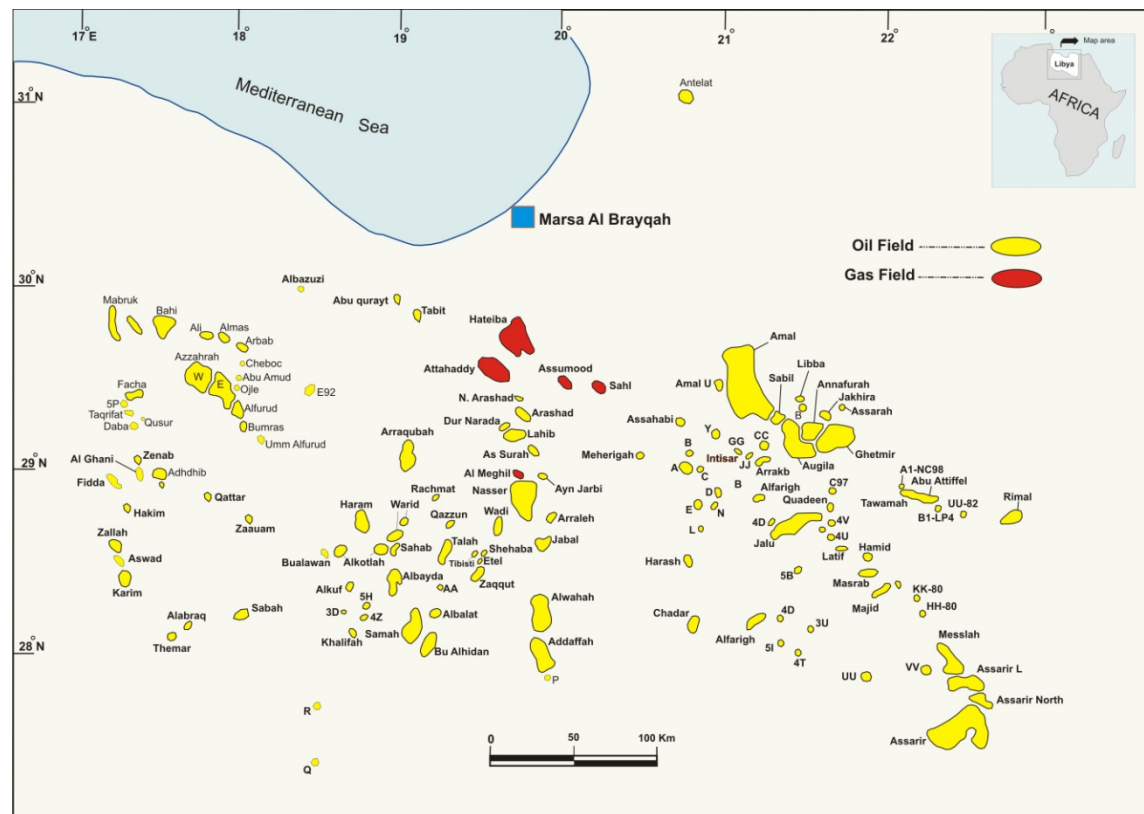 17 E
18
19
20
21
22
Map area
Libya
AFRICA
31 N
Antelat
Mediterranean Sea
Marsa Al Brayqah
Oil Field
Gas Field
30 N
Albazuzi
Abu qurayt
Tabit
Mabruk
Bahi
Ali
Almas
Arbab
Hateiba
Amal
Azzahrah
W
E
Cheboc
Abu Amud
Ojle
E92
Attahaddy
Assumood
Sahl
Amal U
Sabil
Libba
B
Annafurah
Jakhira
Assarah
Facha
5P
Taqrifat
Daba
Qusur
Alfurud
Bumras
Umm Alfurud
N. Arashad
Arashad
Dur Narada
Lahib
Assahabi
Y
Arraqubah
As Surah
Meherigah
B
Intisar
GG
CC
JJ
Arrakb
Augila
Ghetmir
Zenab
Al Ghani
Adhdhib
Fidda
Al Meghil
Ayn Jarbi
Nasser
A
C
D
B
Alfarigh
C97
Quadeen
A1-NC98
Abu Attiffel
Tawamah
UU-82
B1-LP4
Rimal
Qattar
Hakim
Zaauam
Haram
Rachmat
Warid
Qazzun
Wadi
Arraleh
E
N
L
4D
Jalu
4V
4U
Latif
Zallah
Aswad
Karim
Bualawan
Alkotlah
Sahab
Talah
Tibisti
Shehaba
Etel
Zaqqut
Jabal
Harash
5B
Hamid
Masrab
Majid
KK-80
HH-80
Alkuf
Albayda
AA
Alwahah
3D
5H
4Z
Albalat
Sabah
Alabraq
Themar
Khalifah
Samah
Bu Alhidan
Addaffah
P
Chadar
Alfarigh
4D
3U
5I
4T
28 N
Messlah
UU
VV
Assarir L
Assarir North
Assarir
R
Q
0
50
100 Km